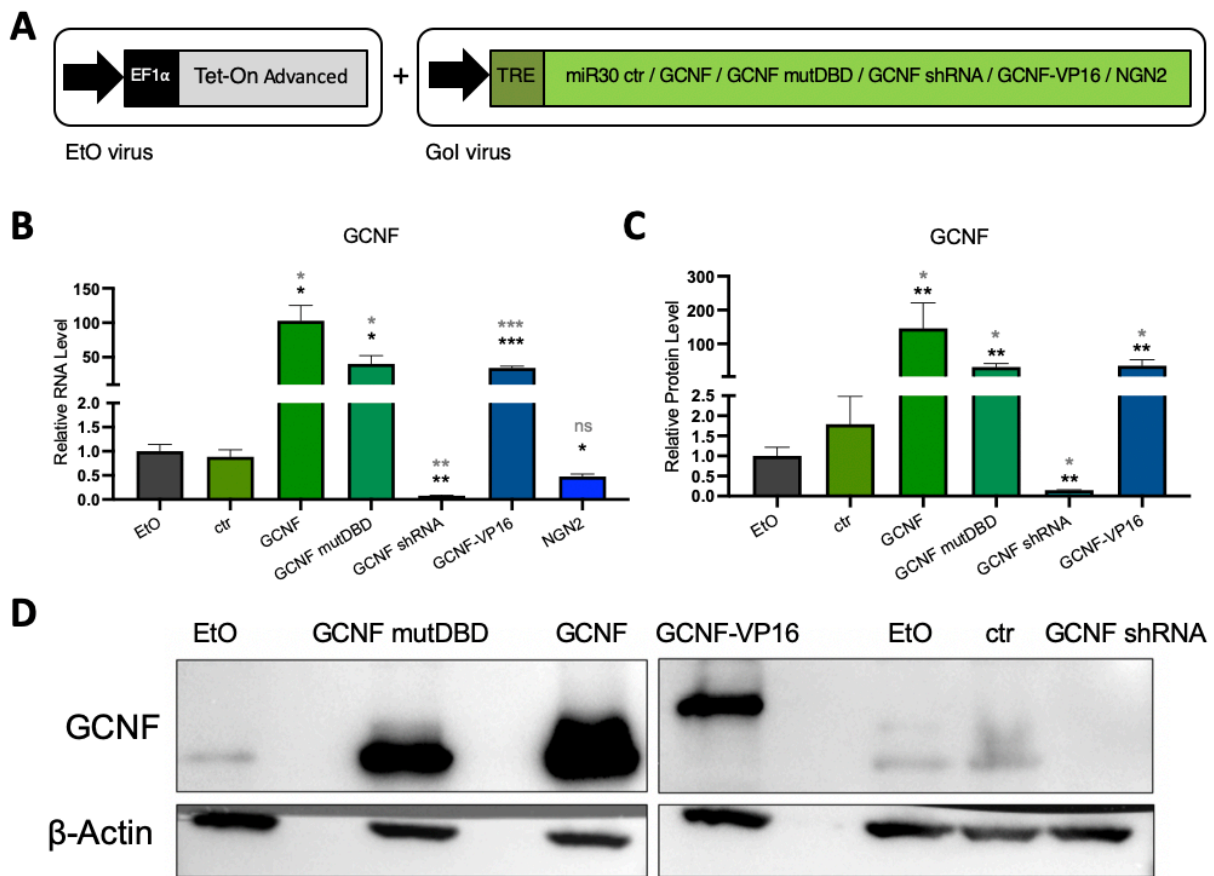 A
EF1α Tet-On Advanced + TRE miR30 ctr / GCNF / GCNF mutDBD / GCNF shRNA / GCNF-VP16 / NGN2
EtO virus
GoI virus
B
GCNF
Relative RNA Level
150
100
50
2.0
1.5
1.0
0.5
0.0
*
*
*
*
**
**
***
***
ns
*
EtO
ctr
GCNF
GCNF mutDBD
GCNF shRNA
GCNF-VP16
NGN2
C
GCNF
Relative Protein Level
300
200
100
2.5
2.0
1.5
1.0
0.5
0.0
*
**
*
**
*
**
*
**
EtO
ctr
GCNF
GCNF mutDBD
GCNF shRNA
GCNF-VP16
D
EtO GCNF mutDBD GCNF GCNF-VP16 EtO ctr GCNF shRNA
GCNF
β-Actin